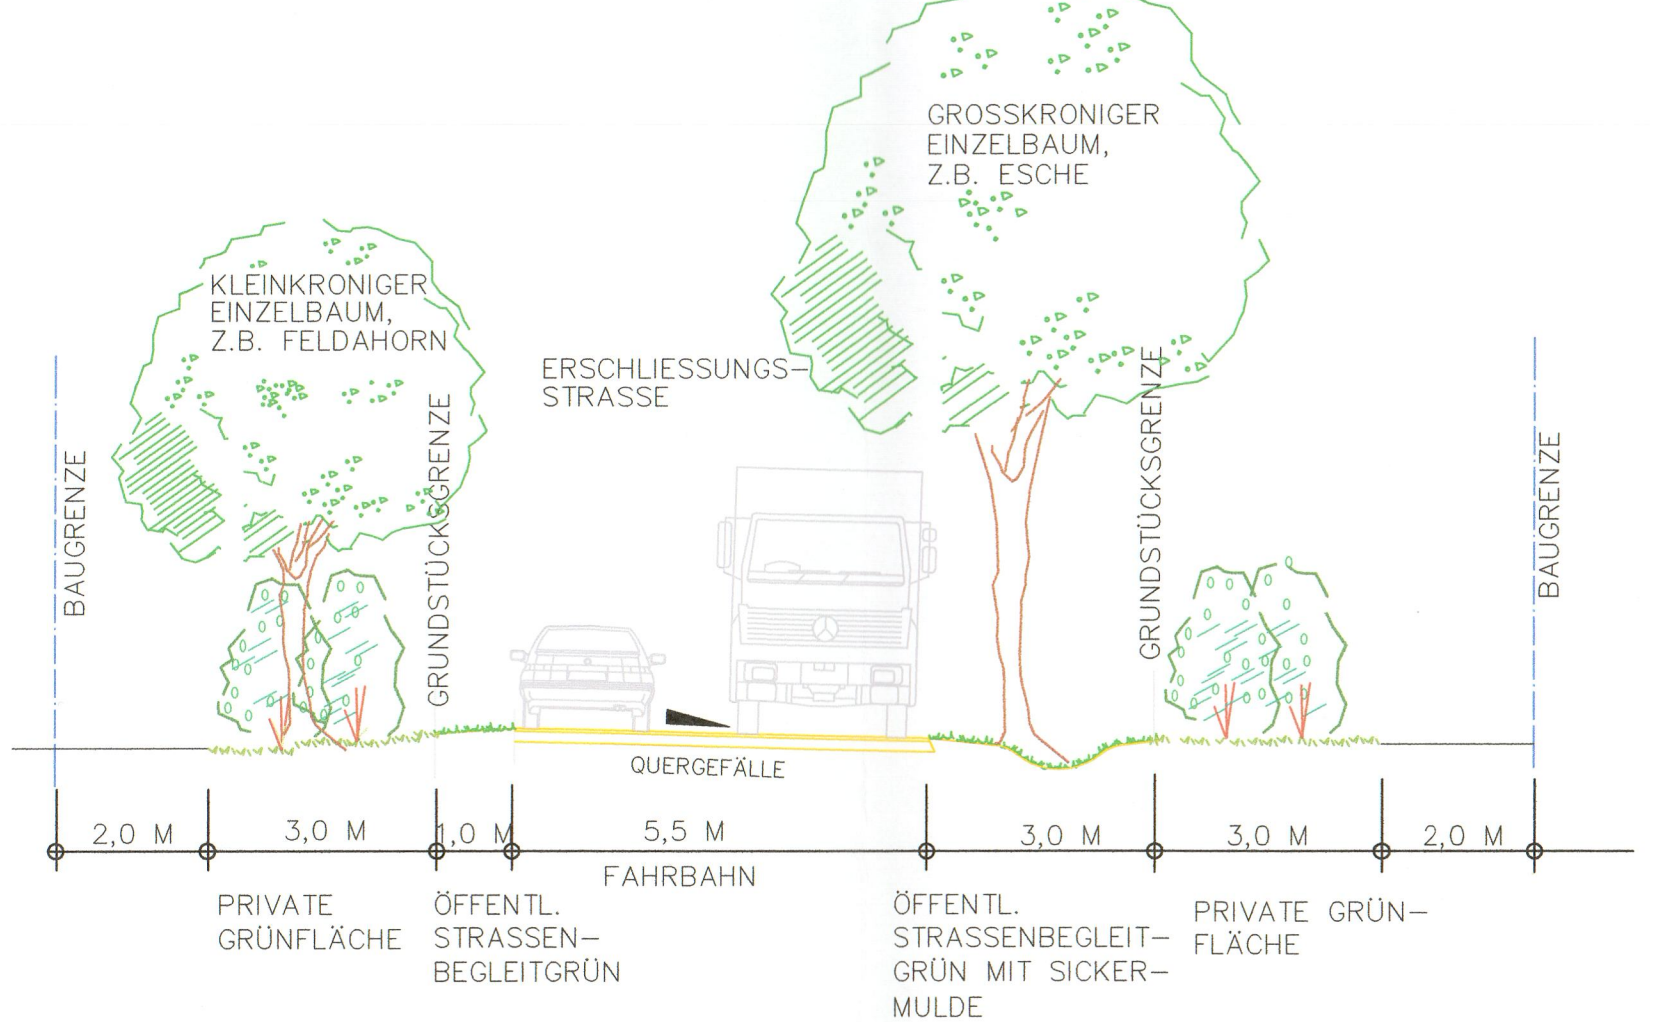 GROSSKRONIGER
EINZELBAUM,
Z.B. ESCHE
KLEINKRONIGER
EINZELBAUM,
Z.B. FELDAHORN
ERSCHLIESSUNGS-
STRASSE
BAUGRENZE
GRUNDSTÜCKSGRENZE
GRUNDSTÜCKSGRENZE
BAUGRENZE
QUERGEFÄLLE
2,0 M
3,0 M
1,0 M
5,5 M
3,0 M
3,0 M
2,0 M
FAHRBAHN
PRIVATE
GRÜNFLÄCHE
ÖFFENTL.
STRASSEN-
BEGLEITGRÜN
ÖFFENTL.
STRASSENBEGLEIT-
GRÜN MIT SICKER-
MULDE
PRIVATE GRÜN-
FLÄCHE